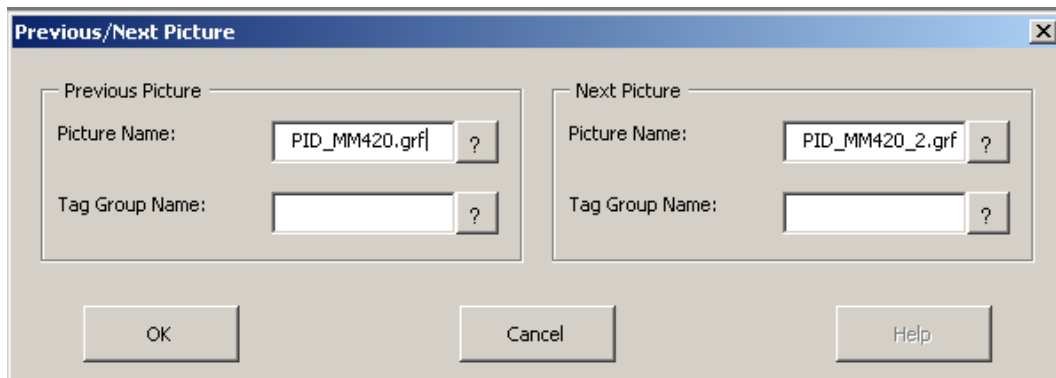 Previous/Next Picture
Previous Picture
Picture Name:
PID_MM420.grf
?
Tag Group Name:
?
Next Picture
Picture Name:
PID_MM420_2.grf
?
Tag Group Name:
?
OK
Cancel
Help